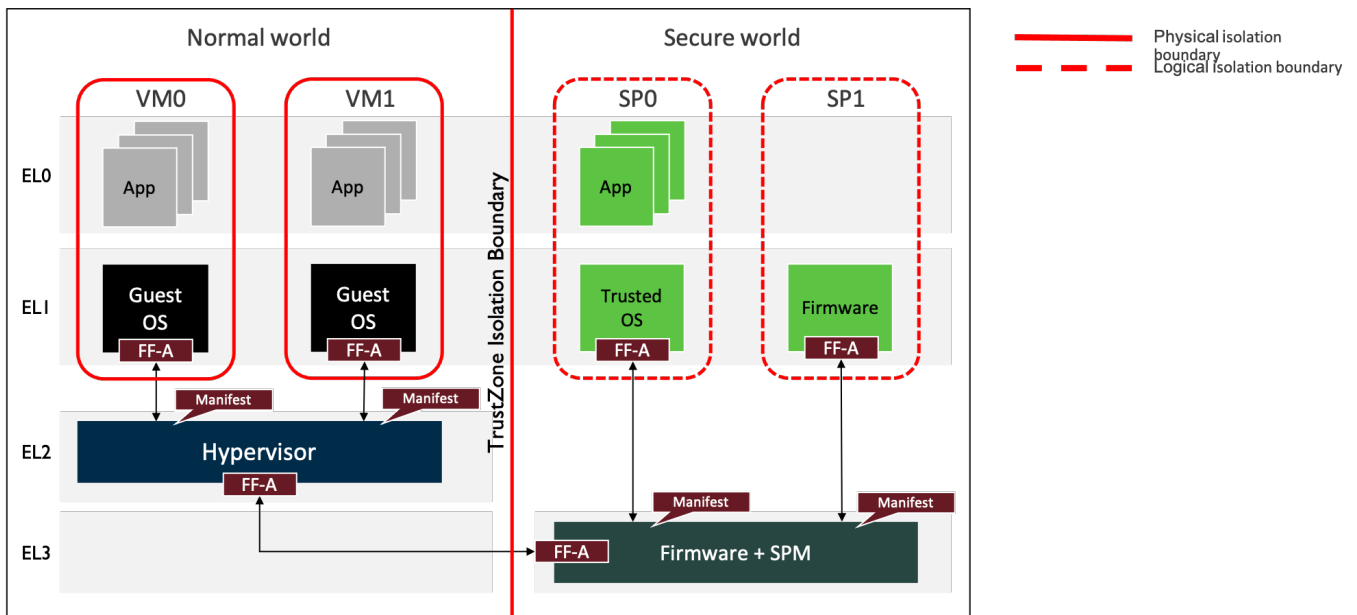 Normal world
Secure world
Physical isolation
boundary
Logical isolation boundary
VM0
VM1
SP0
SP1
EL0
App
App
App
TrustZone Isolation Boundary
EL1
Guest
OS
FF-A
Guest
OS
FF-A
Trusted
OS
FF-A
Firmware
FF-A
Manifest
Manifest
EL2
Hypervisor
FF-A
Manifest
Manifest
EL3
FF-A
Firmware + SPM